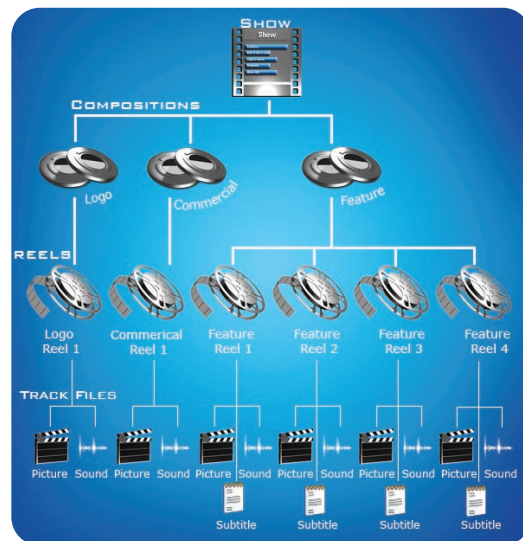 SHOW
Show
COMPOSITIONS
Logo
Commercial
Feature
REELS
Logo
Reel 1
Commerical
Reel 1
Feature
Reel 1
Feature
Reel 2
Feature
Reel 3
Feature
Reel 4
TRACK FILES
Picture Sound Picture Sound Picture Sound Picture Sound Picture Sound Picture Sound
Subtitle Subtitle Subtitle Subtitle